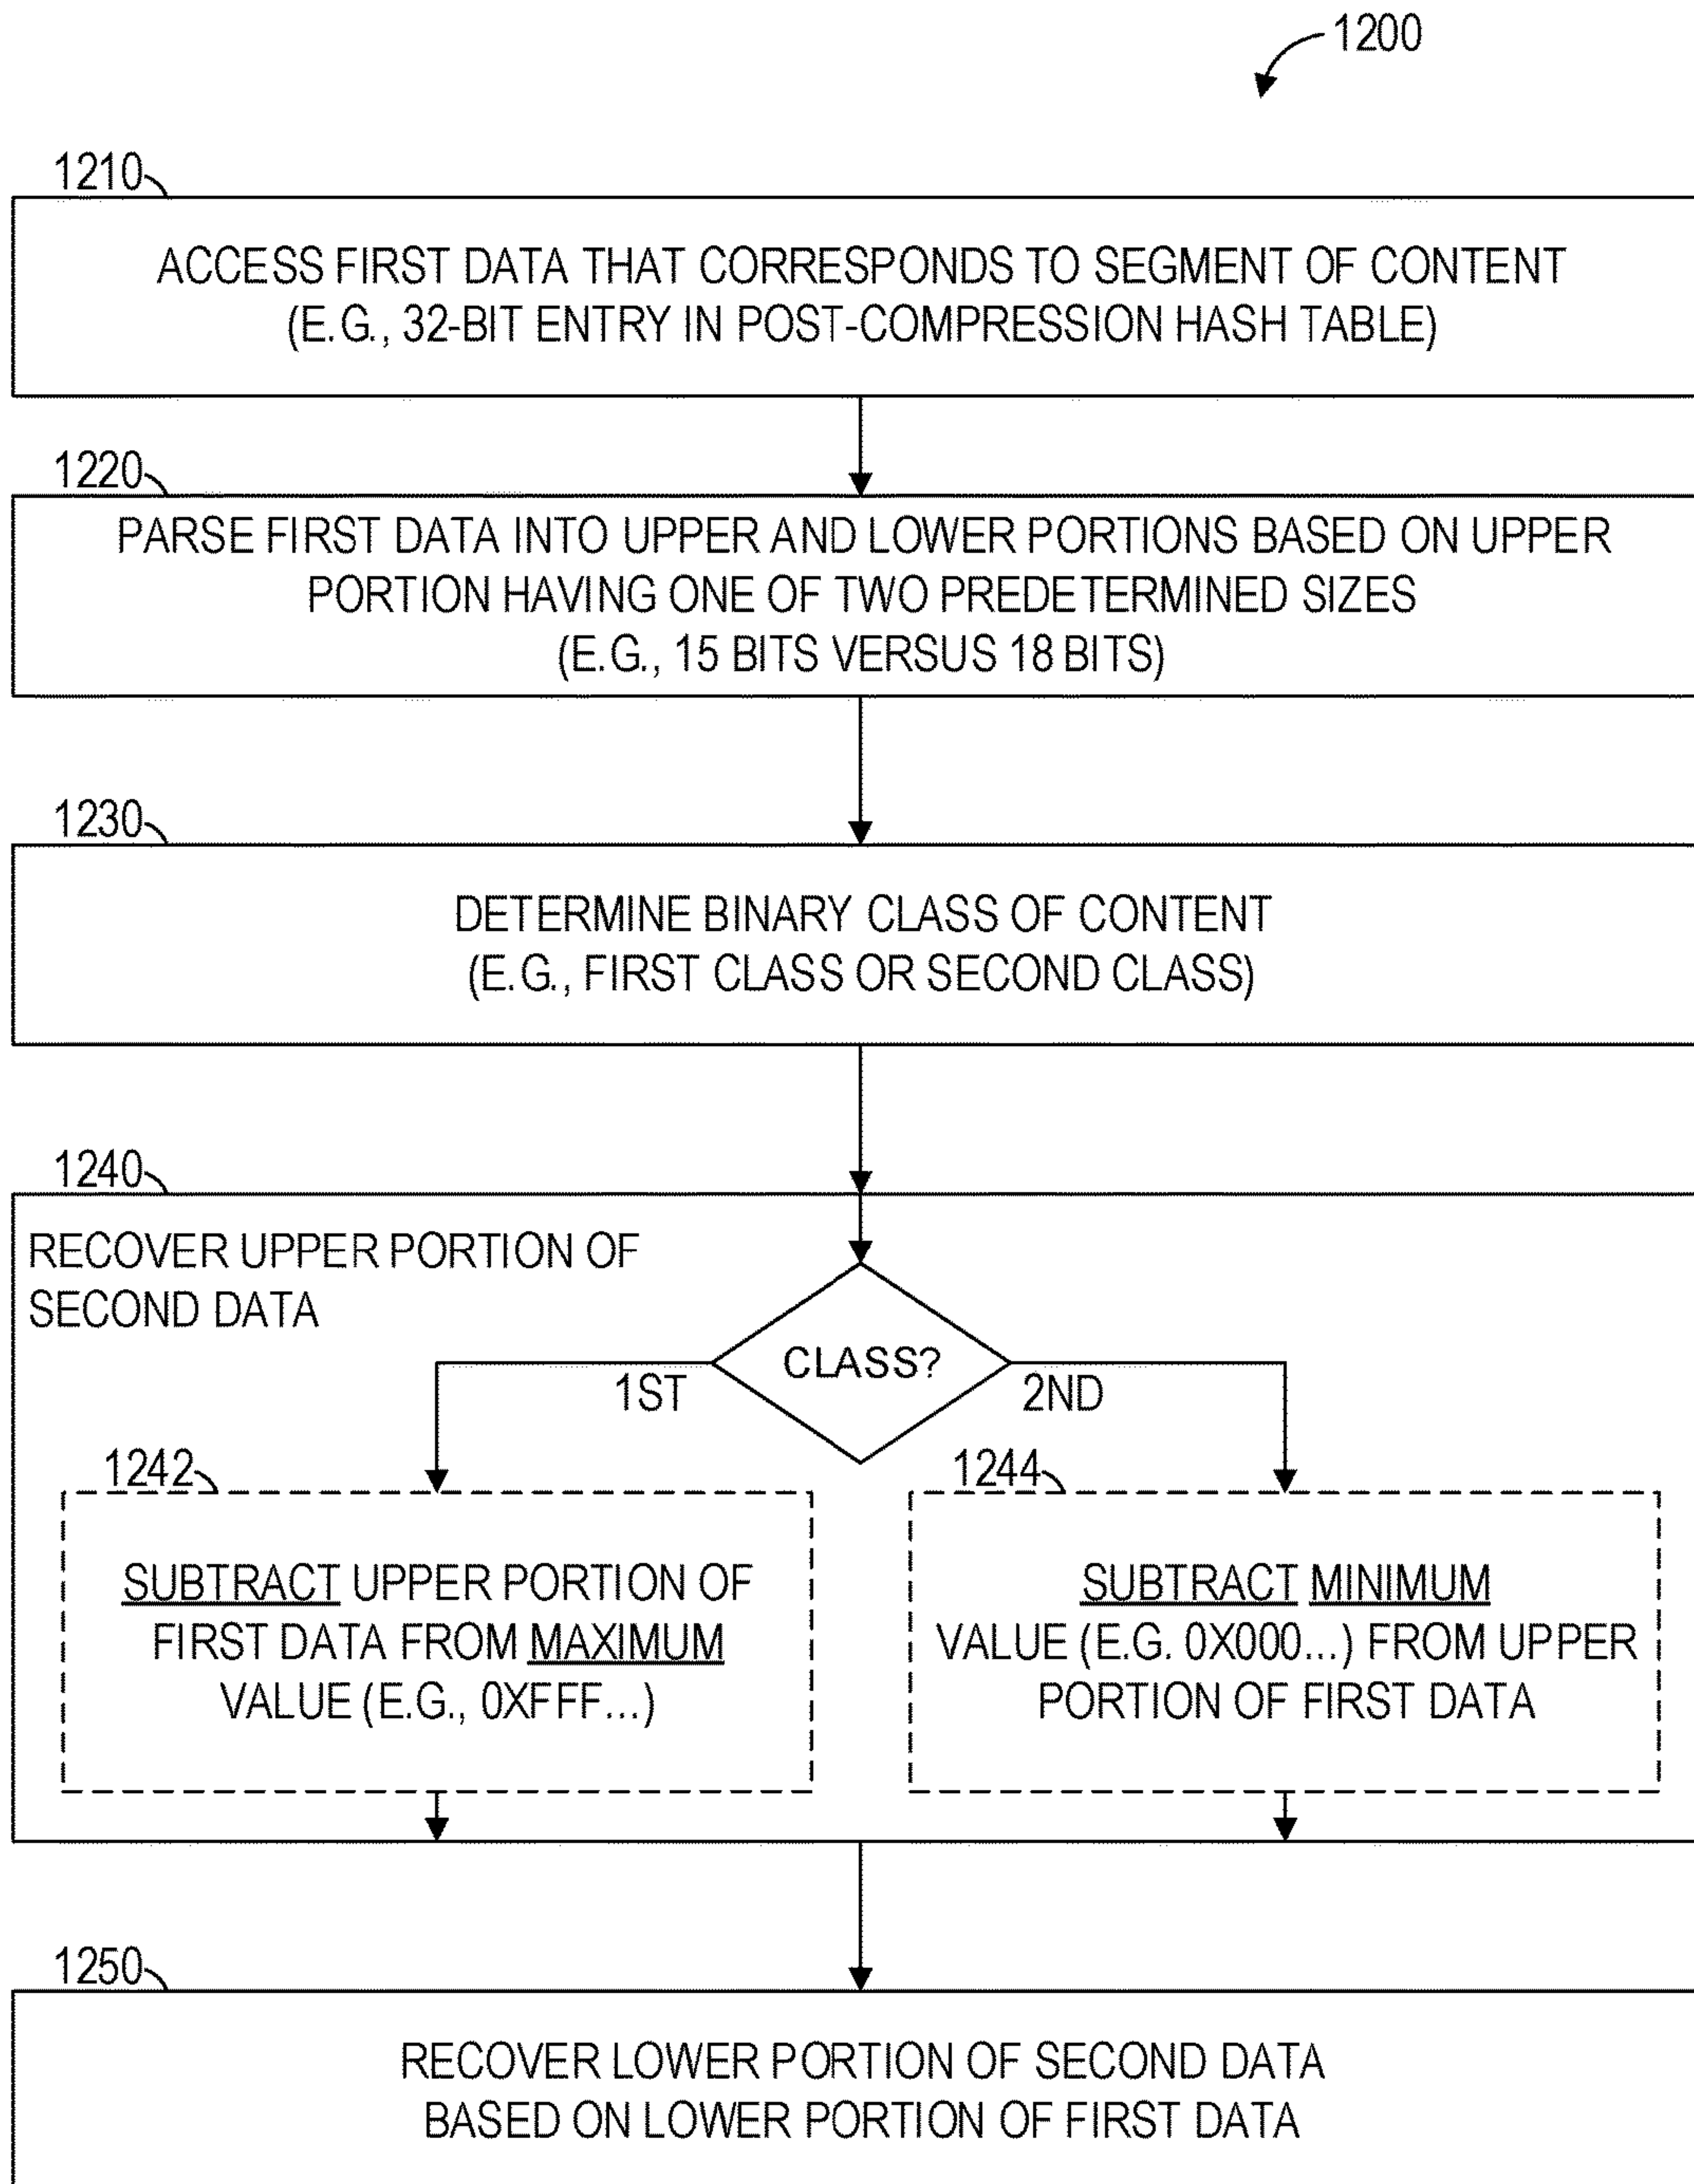 1200
1210
ACCESS FIRST DATA THAT CORRESPONDS TO SEGMENT OF CONTENT
(E.G., 32-BIT ENTRY IN POST-COMPRESSION HASH TABLE)
1220
PARSE FIRST DATA INTO UPPER AND LOWER PORTIONS BASED ON UPPER
PORTION HAVING ONE OF TWO PREDETERMINED SIZES
(E.G., 15 BITS VERSUS 18 BITS)
1230
DETERMINE BINARY CLASS OF CONTENT
(E.G., FIRST CLASS OR SECOND CLASS)
1240
RECOVER UPPER PORTION OF
SECOND DATA
CLASS?
1ST
2ND
1242
SUBTRACT UPPER PORTION OF
FIRST DATA FROM MAXIMUM
VALUE (E.G., 0XFFF...)
1244
SUBTRACT MINIMUM
VALUE (E.G. 0X000...) FROM UPPER
PORTION OF FIRST DATA
1250
RECOVER LOWER PORTION OF SECOND DATA
BASED ON LOWER PORTION OF FIRST DATA